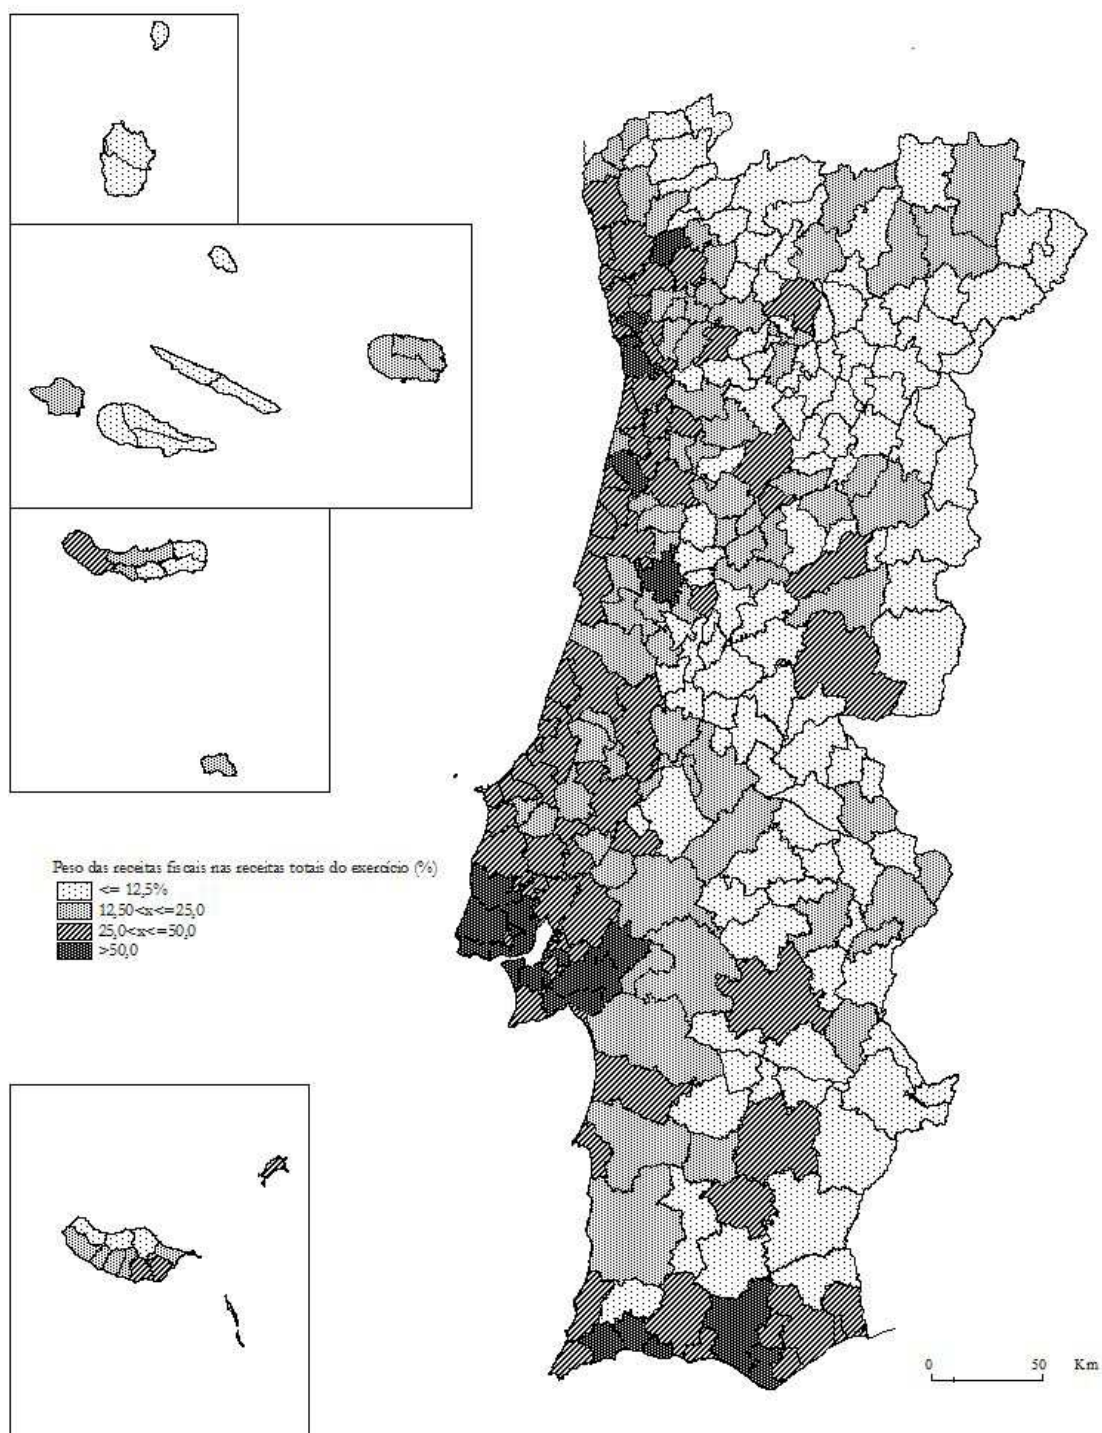 Peso das receitas fiscais nas receitas totais do exercício (%)
<= 12,5%
12,50<x<=25,0
25,0<x<=50,0
>50,0
0 50 Km